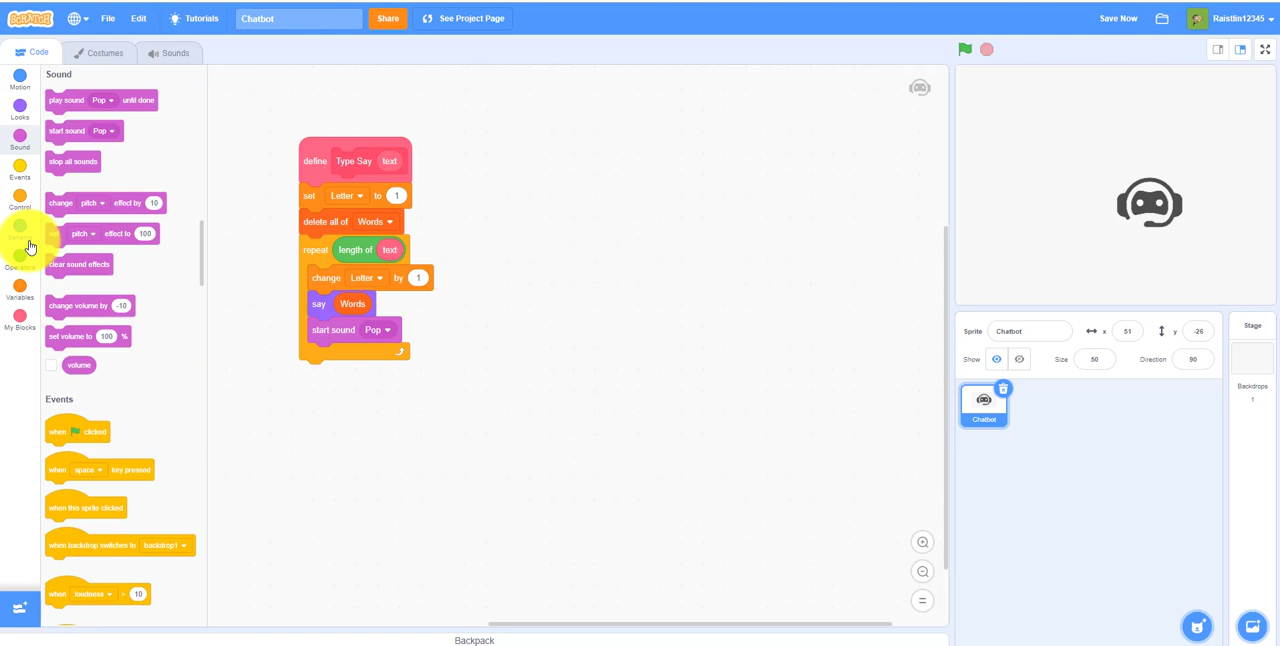 SCRATCH File Edit Tutorials Chatbot Share See Project Page Save Now Raistlin12345
Code Costumes Sounds
Motion
Looks
Sound
Events
Control
Operators
Variables
My Blocks
Sound
play sound Pop until done
start sound Pop
stop all sounds
change pitch effect by 10
pitch effect to 100
clear sound effects
change volume by -10
set volume to 100 %
volume
Events
when clicked
when space key pressed
when this sprite clicked
when backdrop switches to backdrop1
when loudness > 10
define Type Say text
set Letter to 1
delete all of Words
repeat length of text
change Letter by 1
say Words
start sound Pop
Backpack
Sprite Chatbot x 51 y -26
Show Size 50 Direction 90
Chatbot
Stage
Backdrops
1